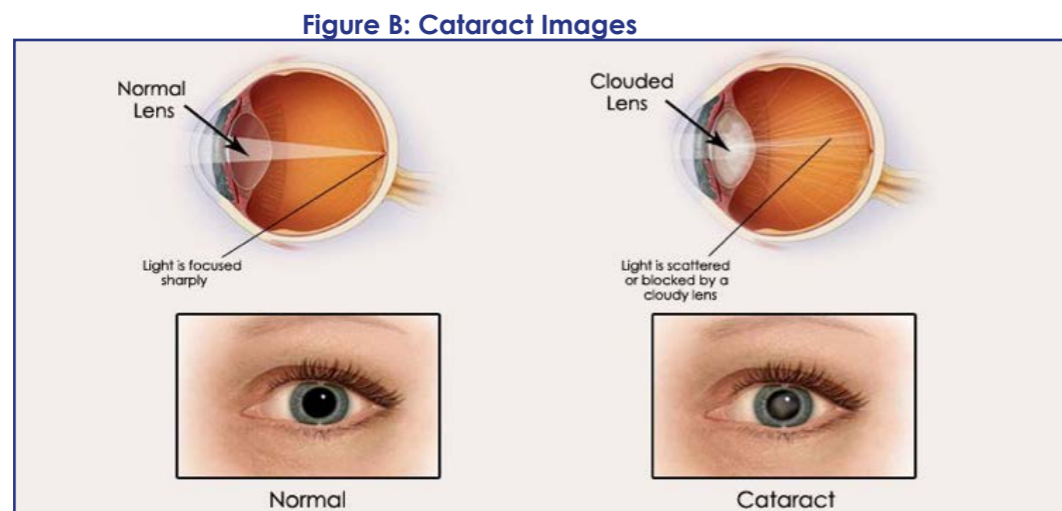 Figure B: Cataract Images
Normal
Lens
Light is focused
sharply
Normal
Clouded
Lens
Light is scattered
or blocked by a
cloudy lens
Cataract